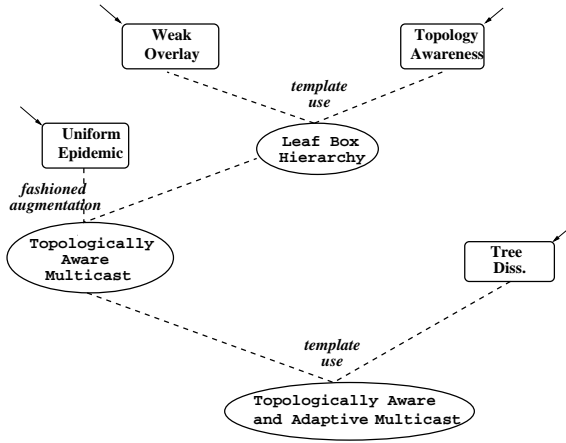 Weak
Overlay
Topology
Awareness
template
use
Uniform
Epidemic
Leaf Box
Hierarchy
fashioned
augmentation
Topologically
Aware
Multicast
Tree
Diss.
template
use
Topologically Aware
and Adaptive Multicast